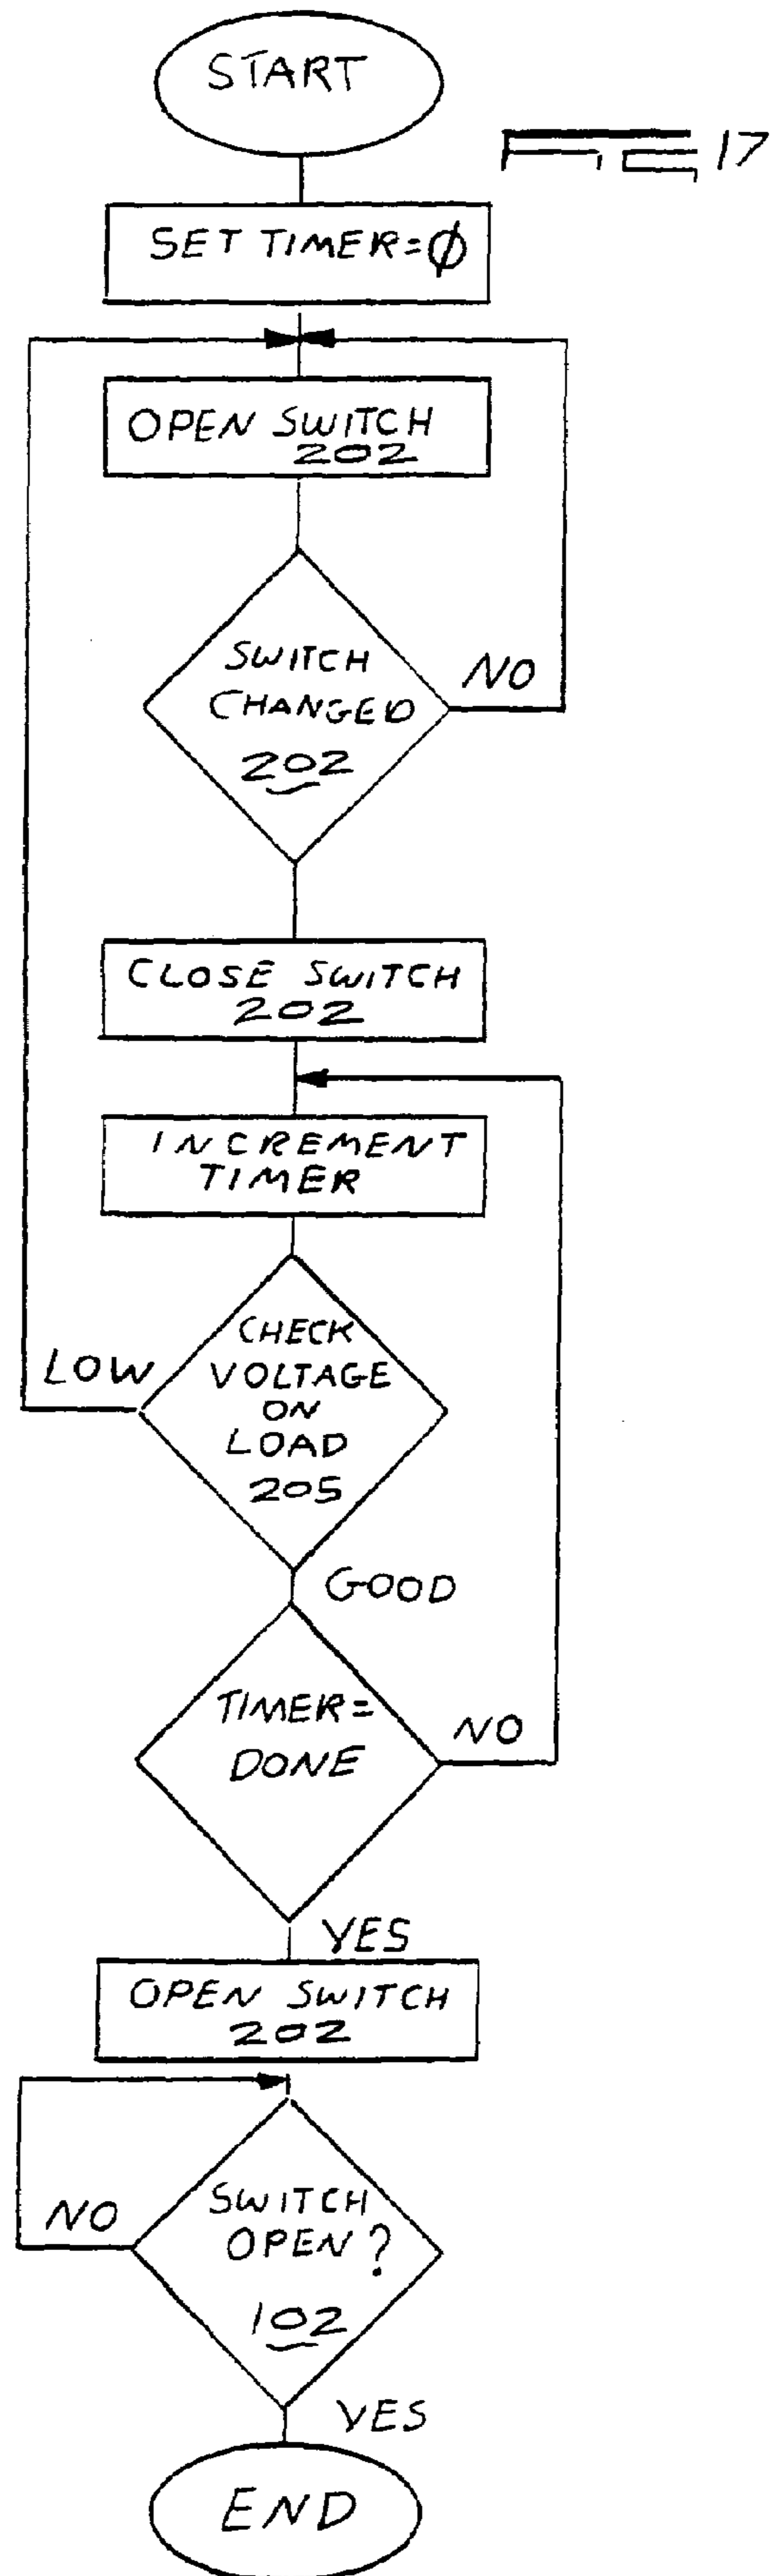 START
FIG 17
SET TIMER=Ø
OPEN SWITCH
202
SWITCH
CHANGED
202
NO
CLOSE SWITCH
202
INCREMENT
TIMER
LOW
CHECK
VOLTAGE
ON
LOAD
205
GOOD
TIMER=
DONE
NO
YES
OPEN SWITCH
202
NO
SWITCH
OPEN?
102
YES
END